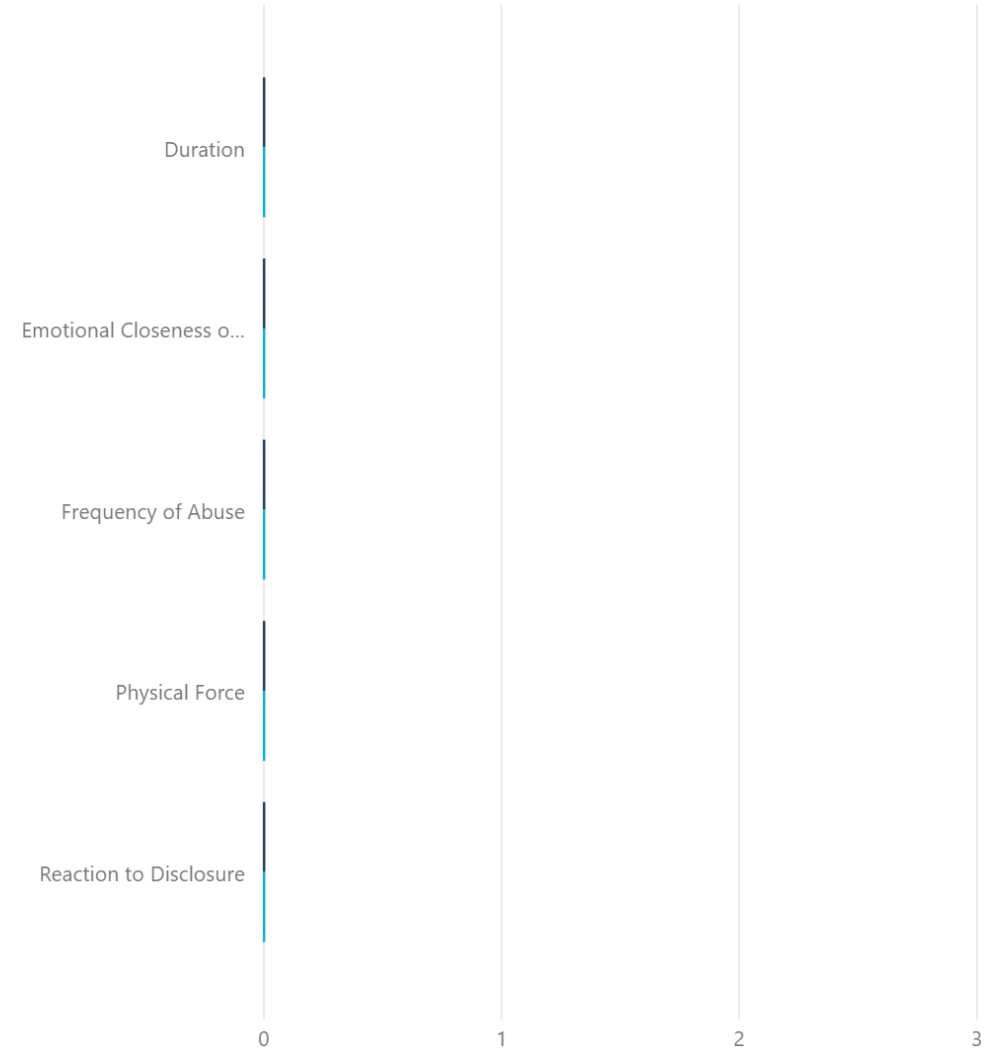 Duration
Emotional Closeness o...
Frequency of Abuse
Physical Force
Reaction to Disclosure
0 1 2 3